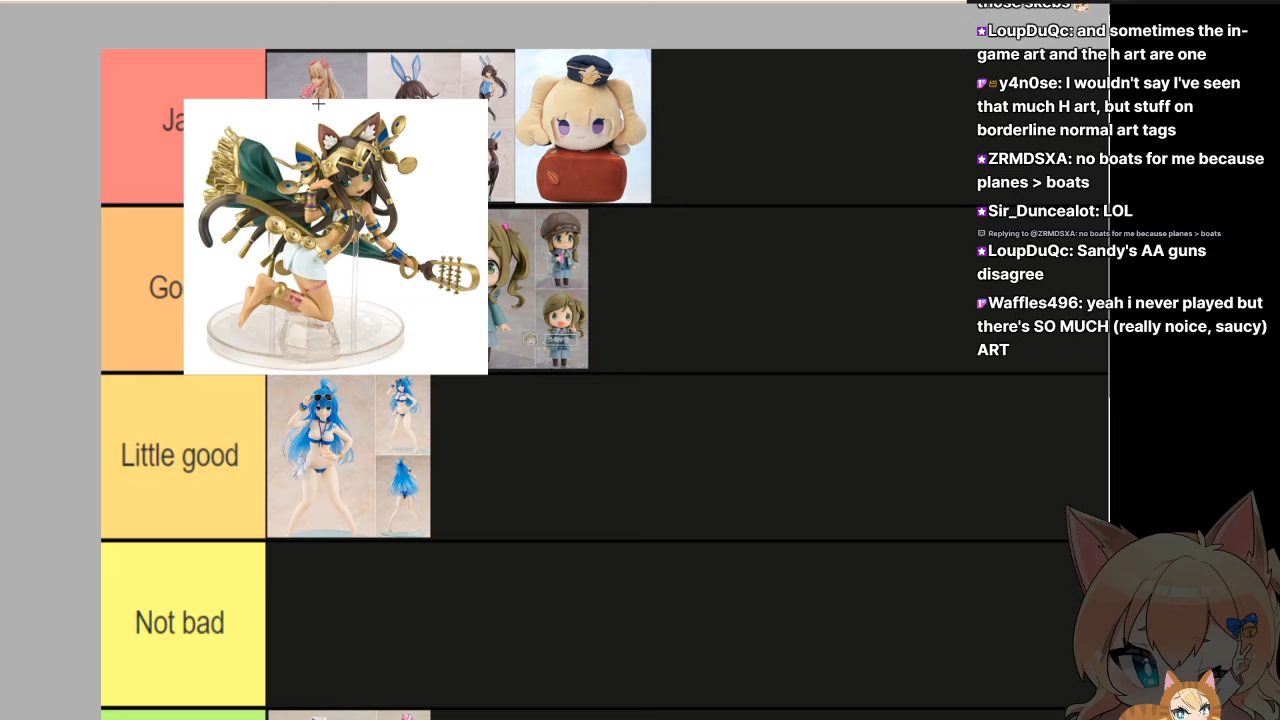 Ja
Go
Little good
Not bad
LoupDuQc: and sometimes the in-
game art and the h art are one
y4n0se: I wouldn't say I've seen
that much H art, but stuff on
borderline normal art tags
ZRMDSXA: no boats for me because
planes > boats
Sir_Duncealot: LOL
Replying to @ZRMDSXA: no boats for me because planes > boats
LoupDuQc: Sandy's AA guns
disagree
Waffles496: yeah i never played but
there's SO MUCH (really noice, saucy)
ART